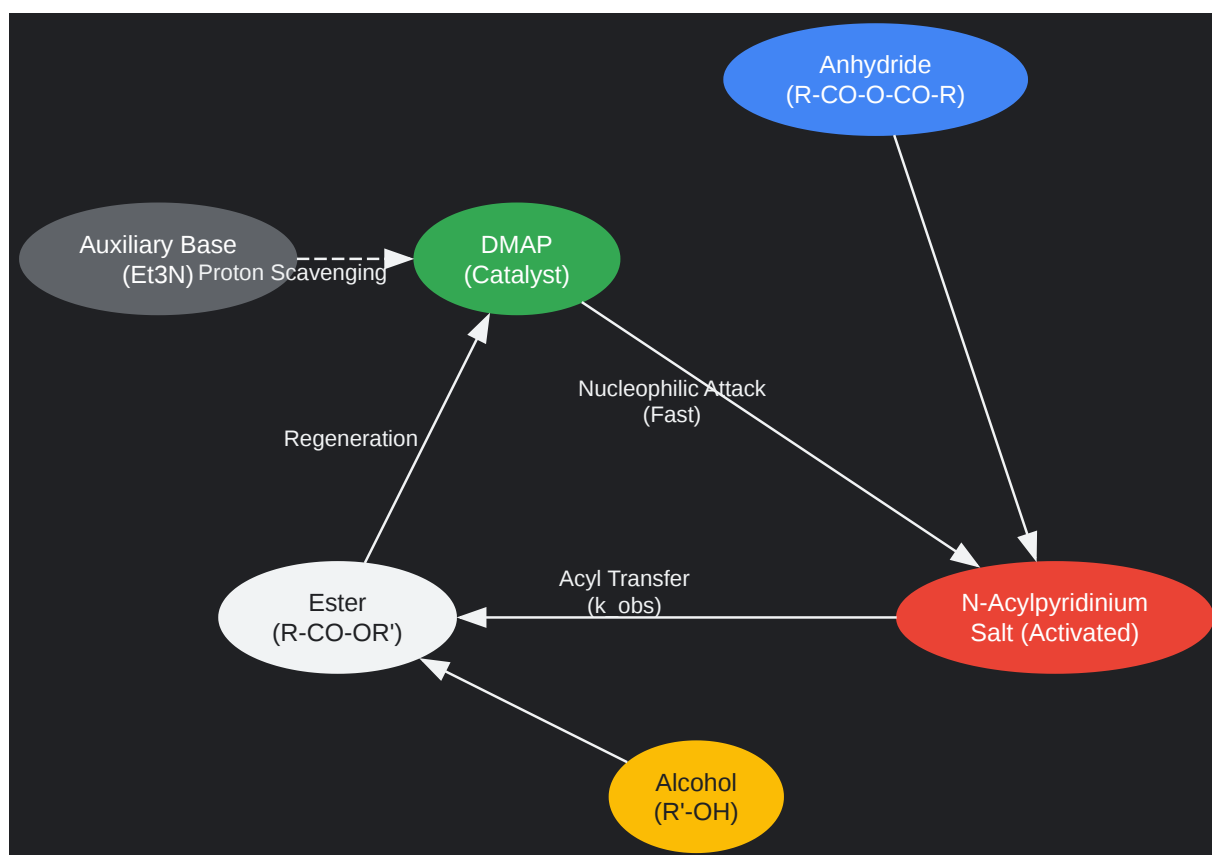 Anhydride
(R-CO-O-CO-R)
Auxiliary Base
(Et3N)
Proton Scavenging
DMAP
(Catalyst)
Nucleophilic Attack
(Fast)
Regeneration
Acyl Transfer
(k_obs)
Ester
(R-CO-OR')
N-Acylpyridinium
Salt (Activated)
Alcohol
(R'-OH)